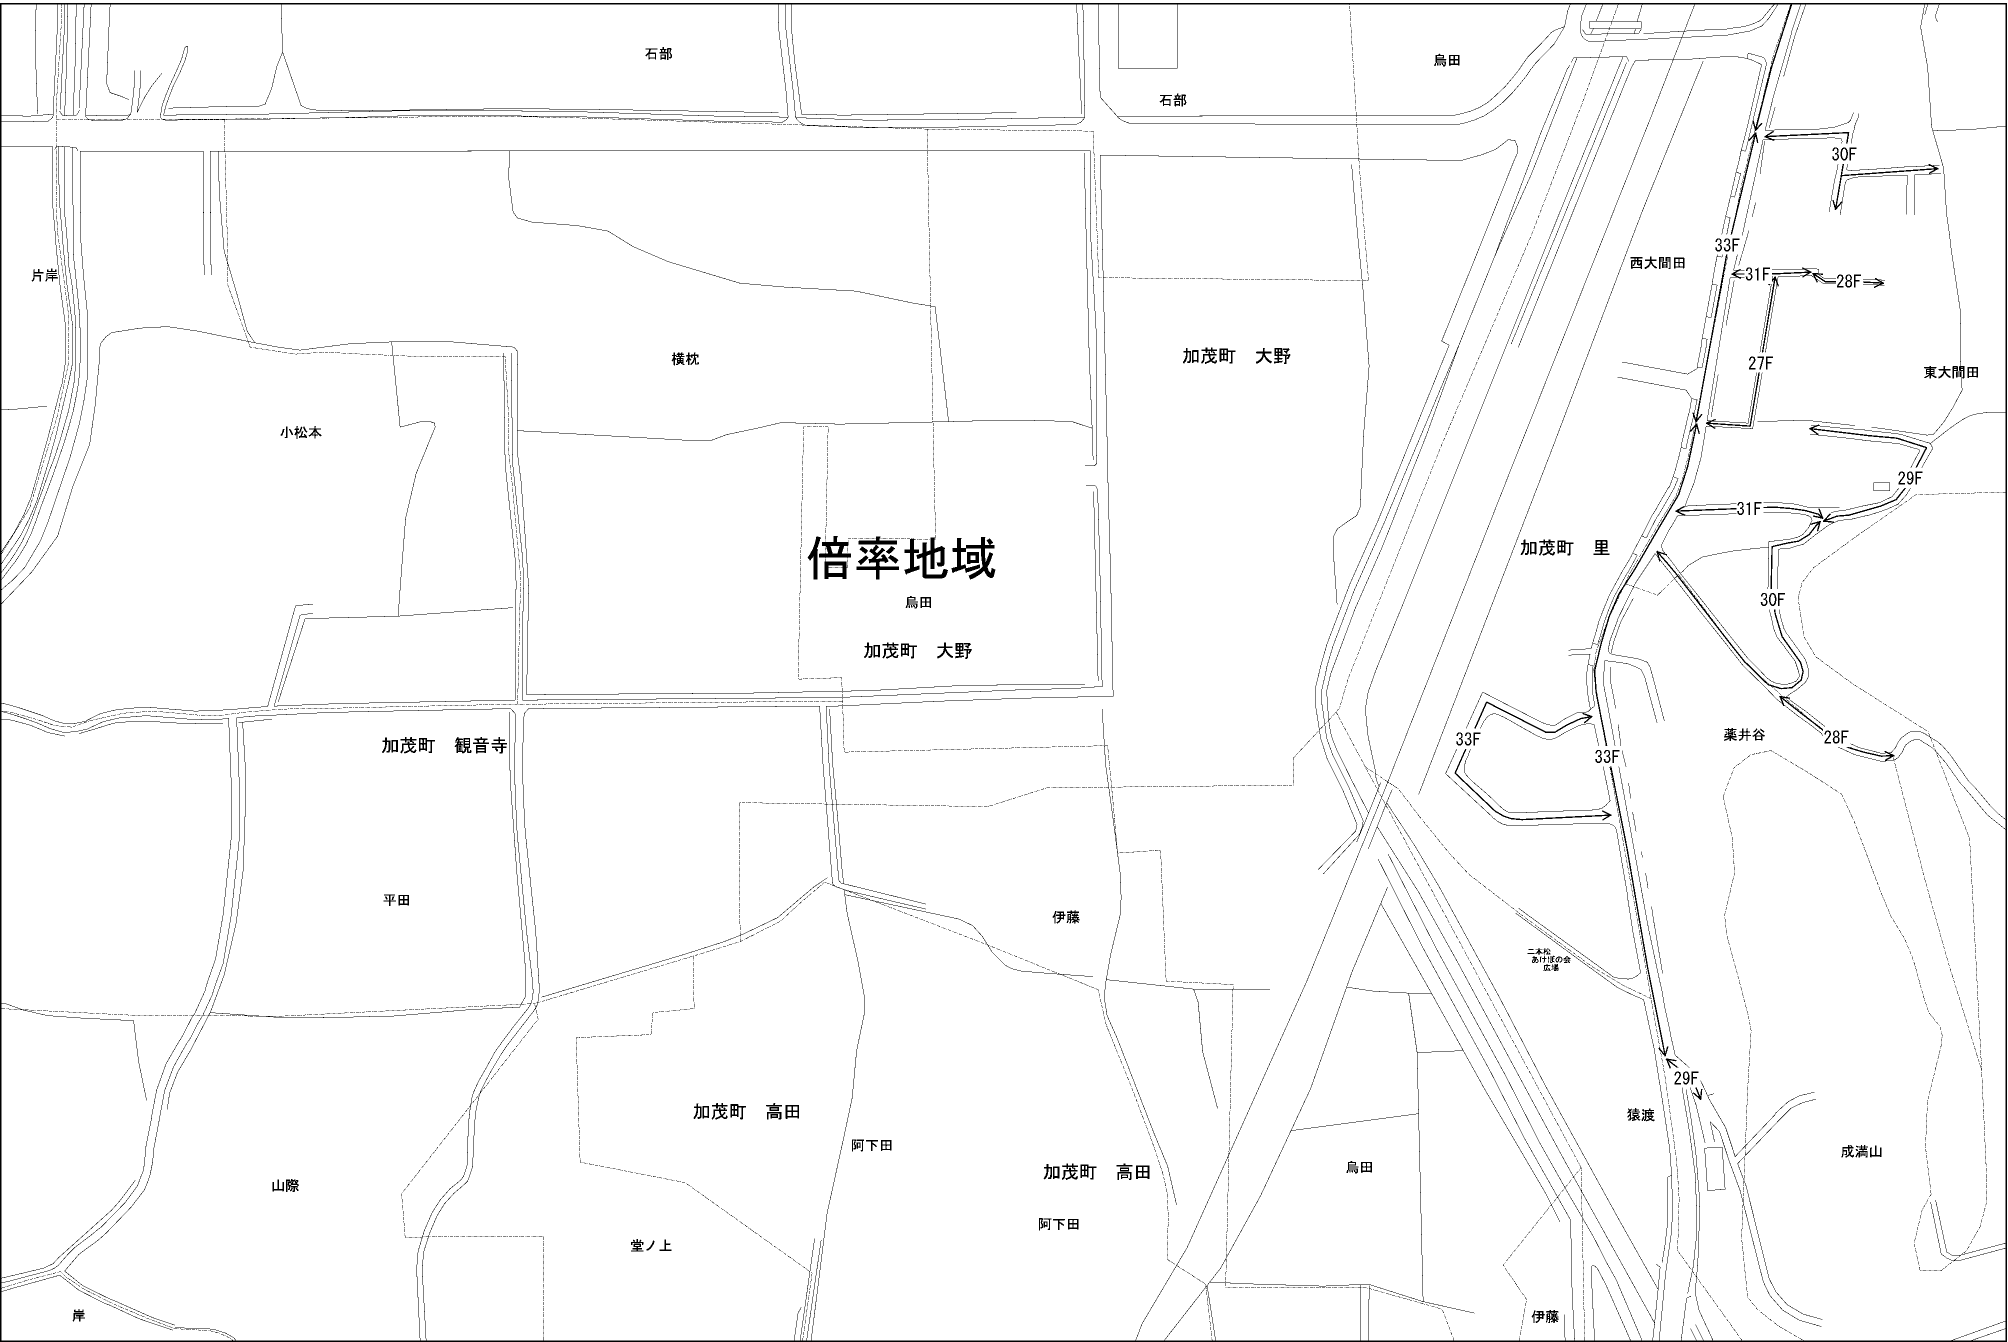 石部
烏田
石部
30F
33F
西大間田
片岸
31F
28F
横枕
加茂町　大野
27F
東大間田
小松本
29F
31F
加茂町　里
倍率地域
烏田
30F
加茂町　大野
薬井谷
28F
33F
加茂町　観音寺
33F
平田
伊藤
二本松
あけぼの会
広場
29F
加茂町　高田
猿渡
阿下田
成満山
加茂町　高田
烏田
山際
阿下田
堂ノ上
岸
伊藤